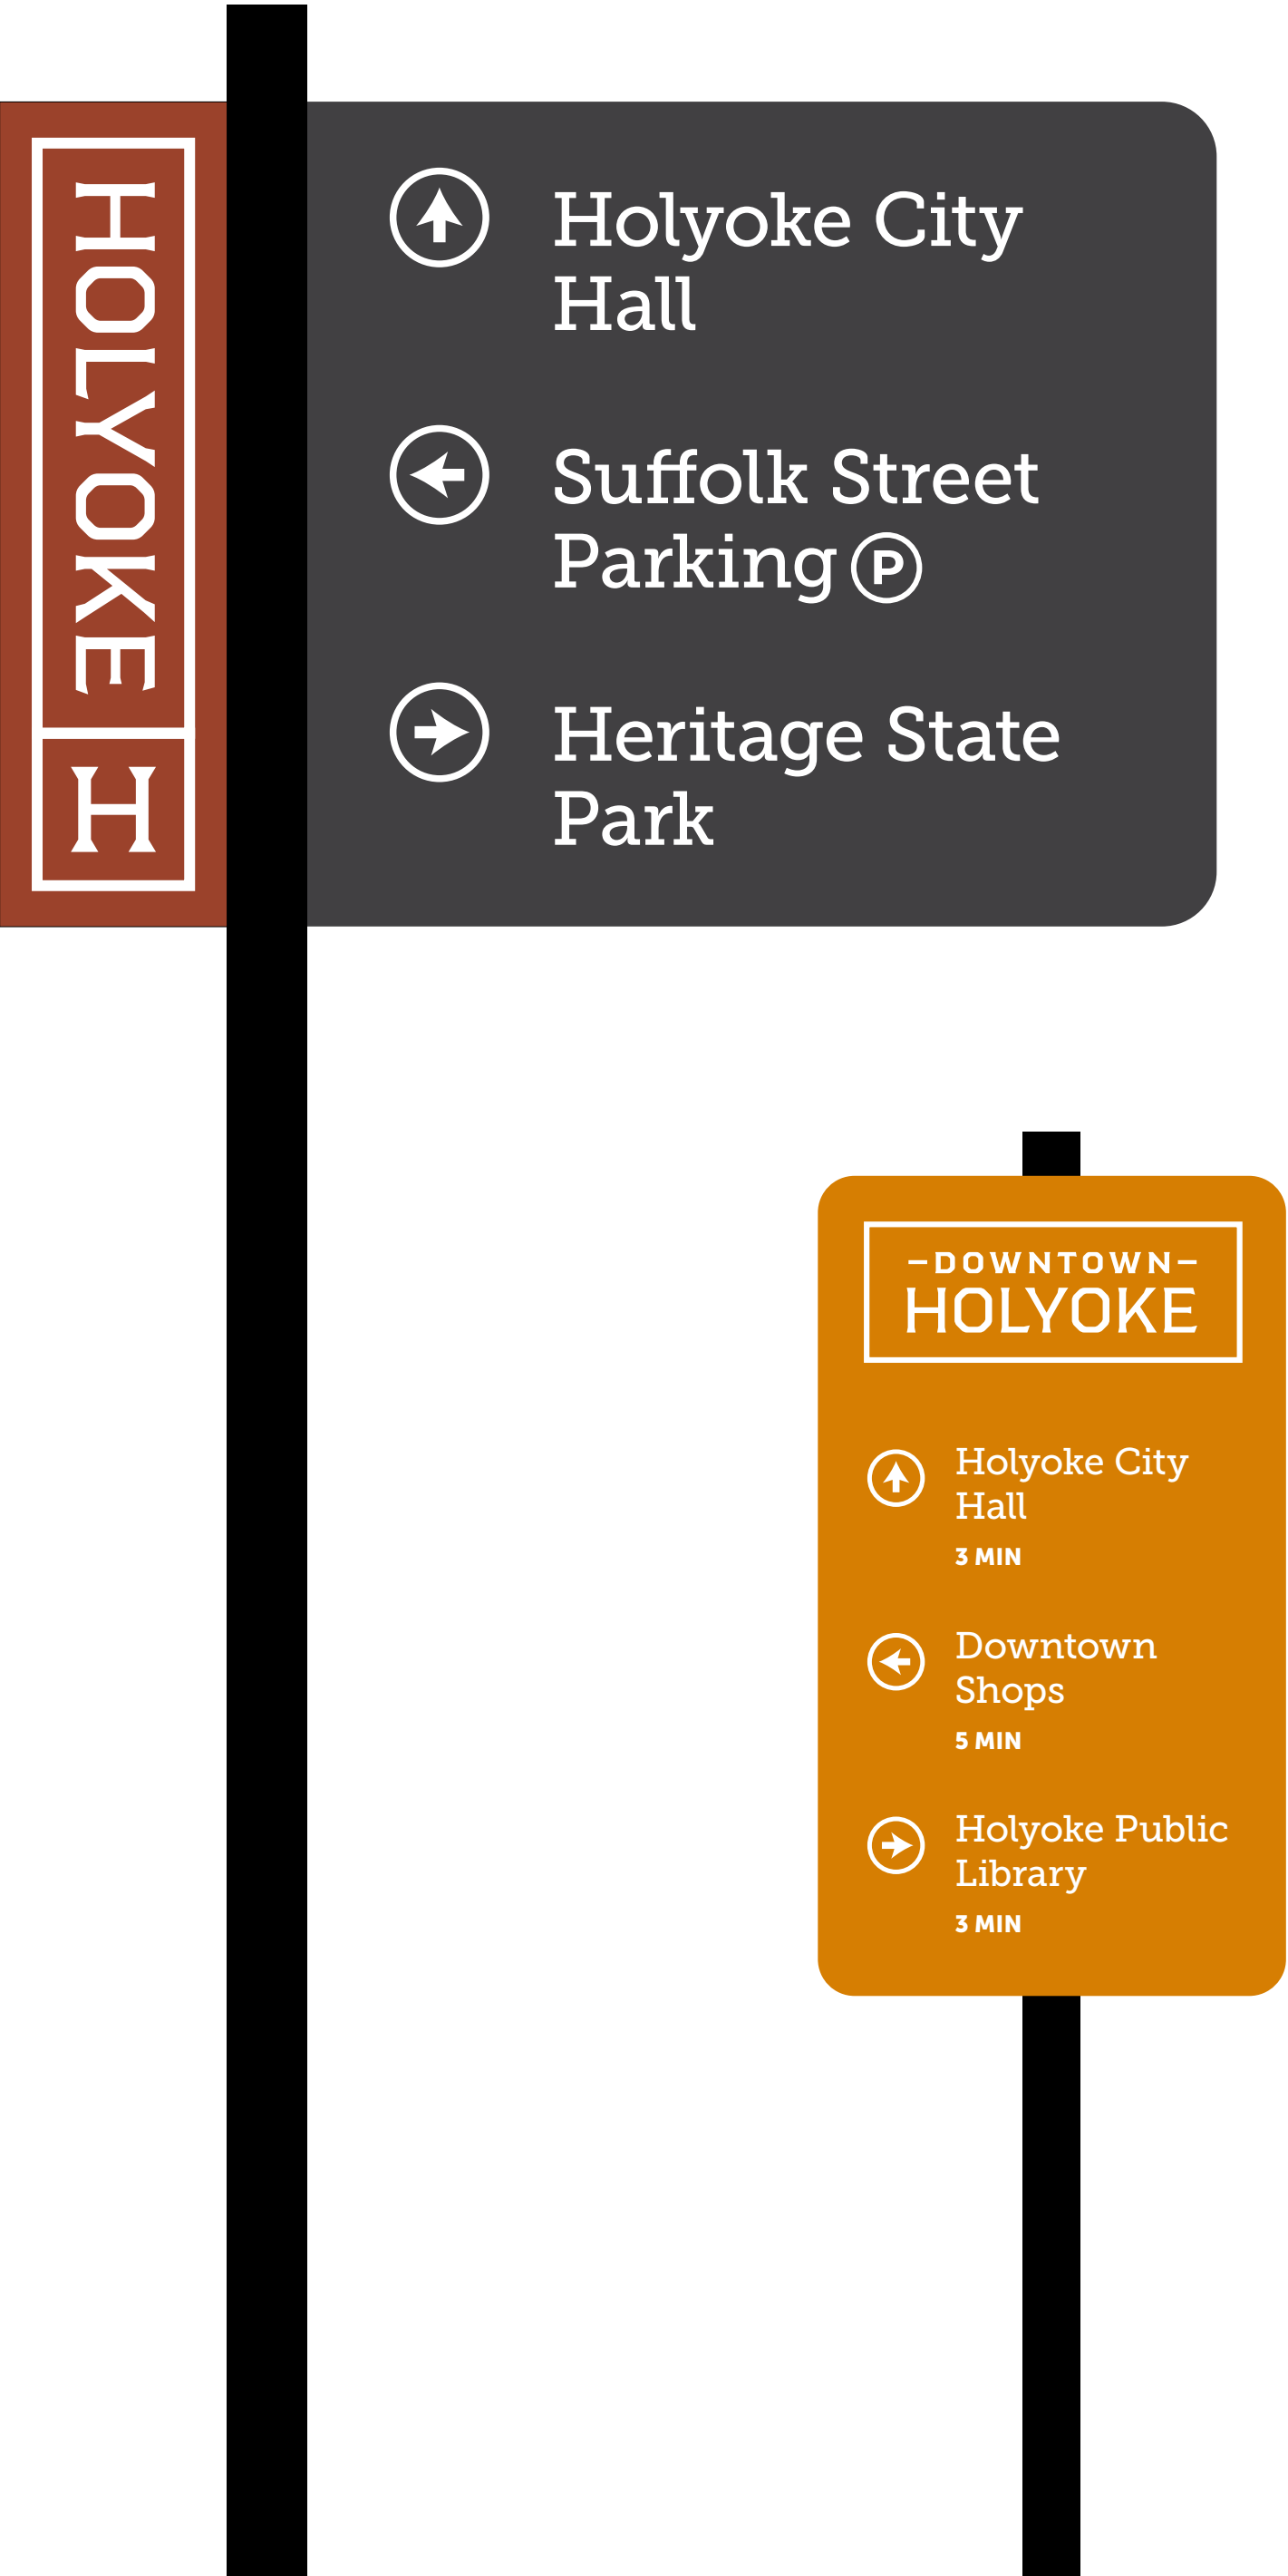 HOLYOKE
H
Holyoke City
Hall
Suffolk Street
Parking P
Heritage State
Park
-DOWNTOWN-
HOLYOKE
Holyoke City
Hall
3 MIN
Downtown
Shops
5 MIN
Holyoke Public
Library
3 MIN